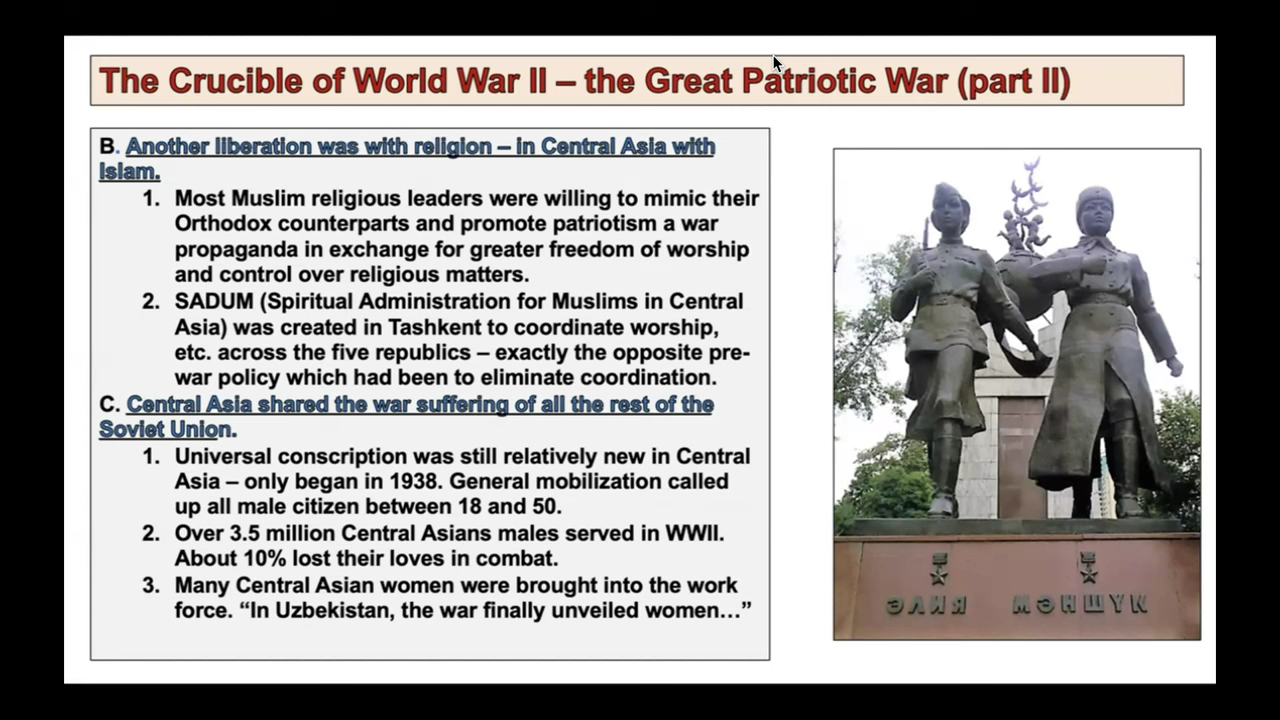 The Crucible of World War II – the Great Patriotic War (part II)
B. Another liberation was with religion – in Central Asia with
Islam.
1. Most Muslim religious leaders were willing to mimic their
Orthodox counterparts and promote patriotism a war
propaganda in exchange for greater freedom of worship
and control over religious matters.
2. SADUM (Spiritual Administration for Muslims in Central
Asia) was created in Tashkent to coordinate worship,
etc. across the five republics – exactly the opposite pre-
war policy which had been to eliminate coordination.
C. Central Asia shared the war suffering of all the rest of the
Soviet Union.
1. Universal conscription was still relatively new in Central
Asia – only began in 1938. General mobilization called
up all male citizen between 18 and 50.
2. Over 3.5 million Central Asians males served in WWII.
About 10% lost their loves in combat.
3. Many Central Asian women were brought into the work
force. “In Uzbekistan, the war finally unveiled women…”
ӘЛИЯ МӘНШҮК